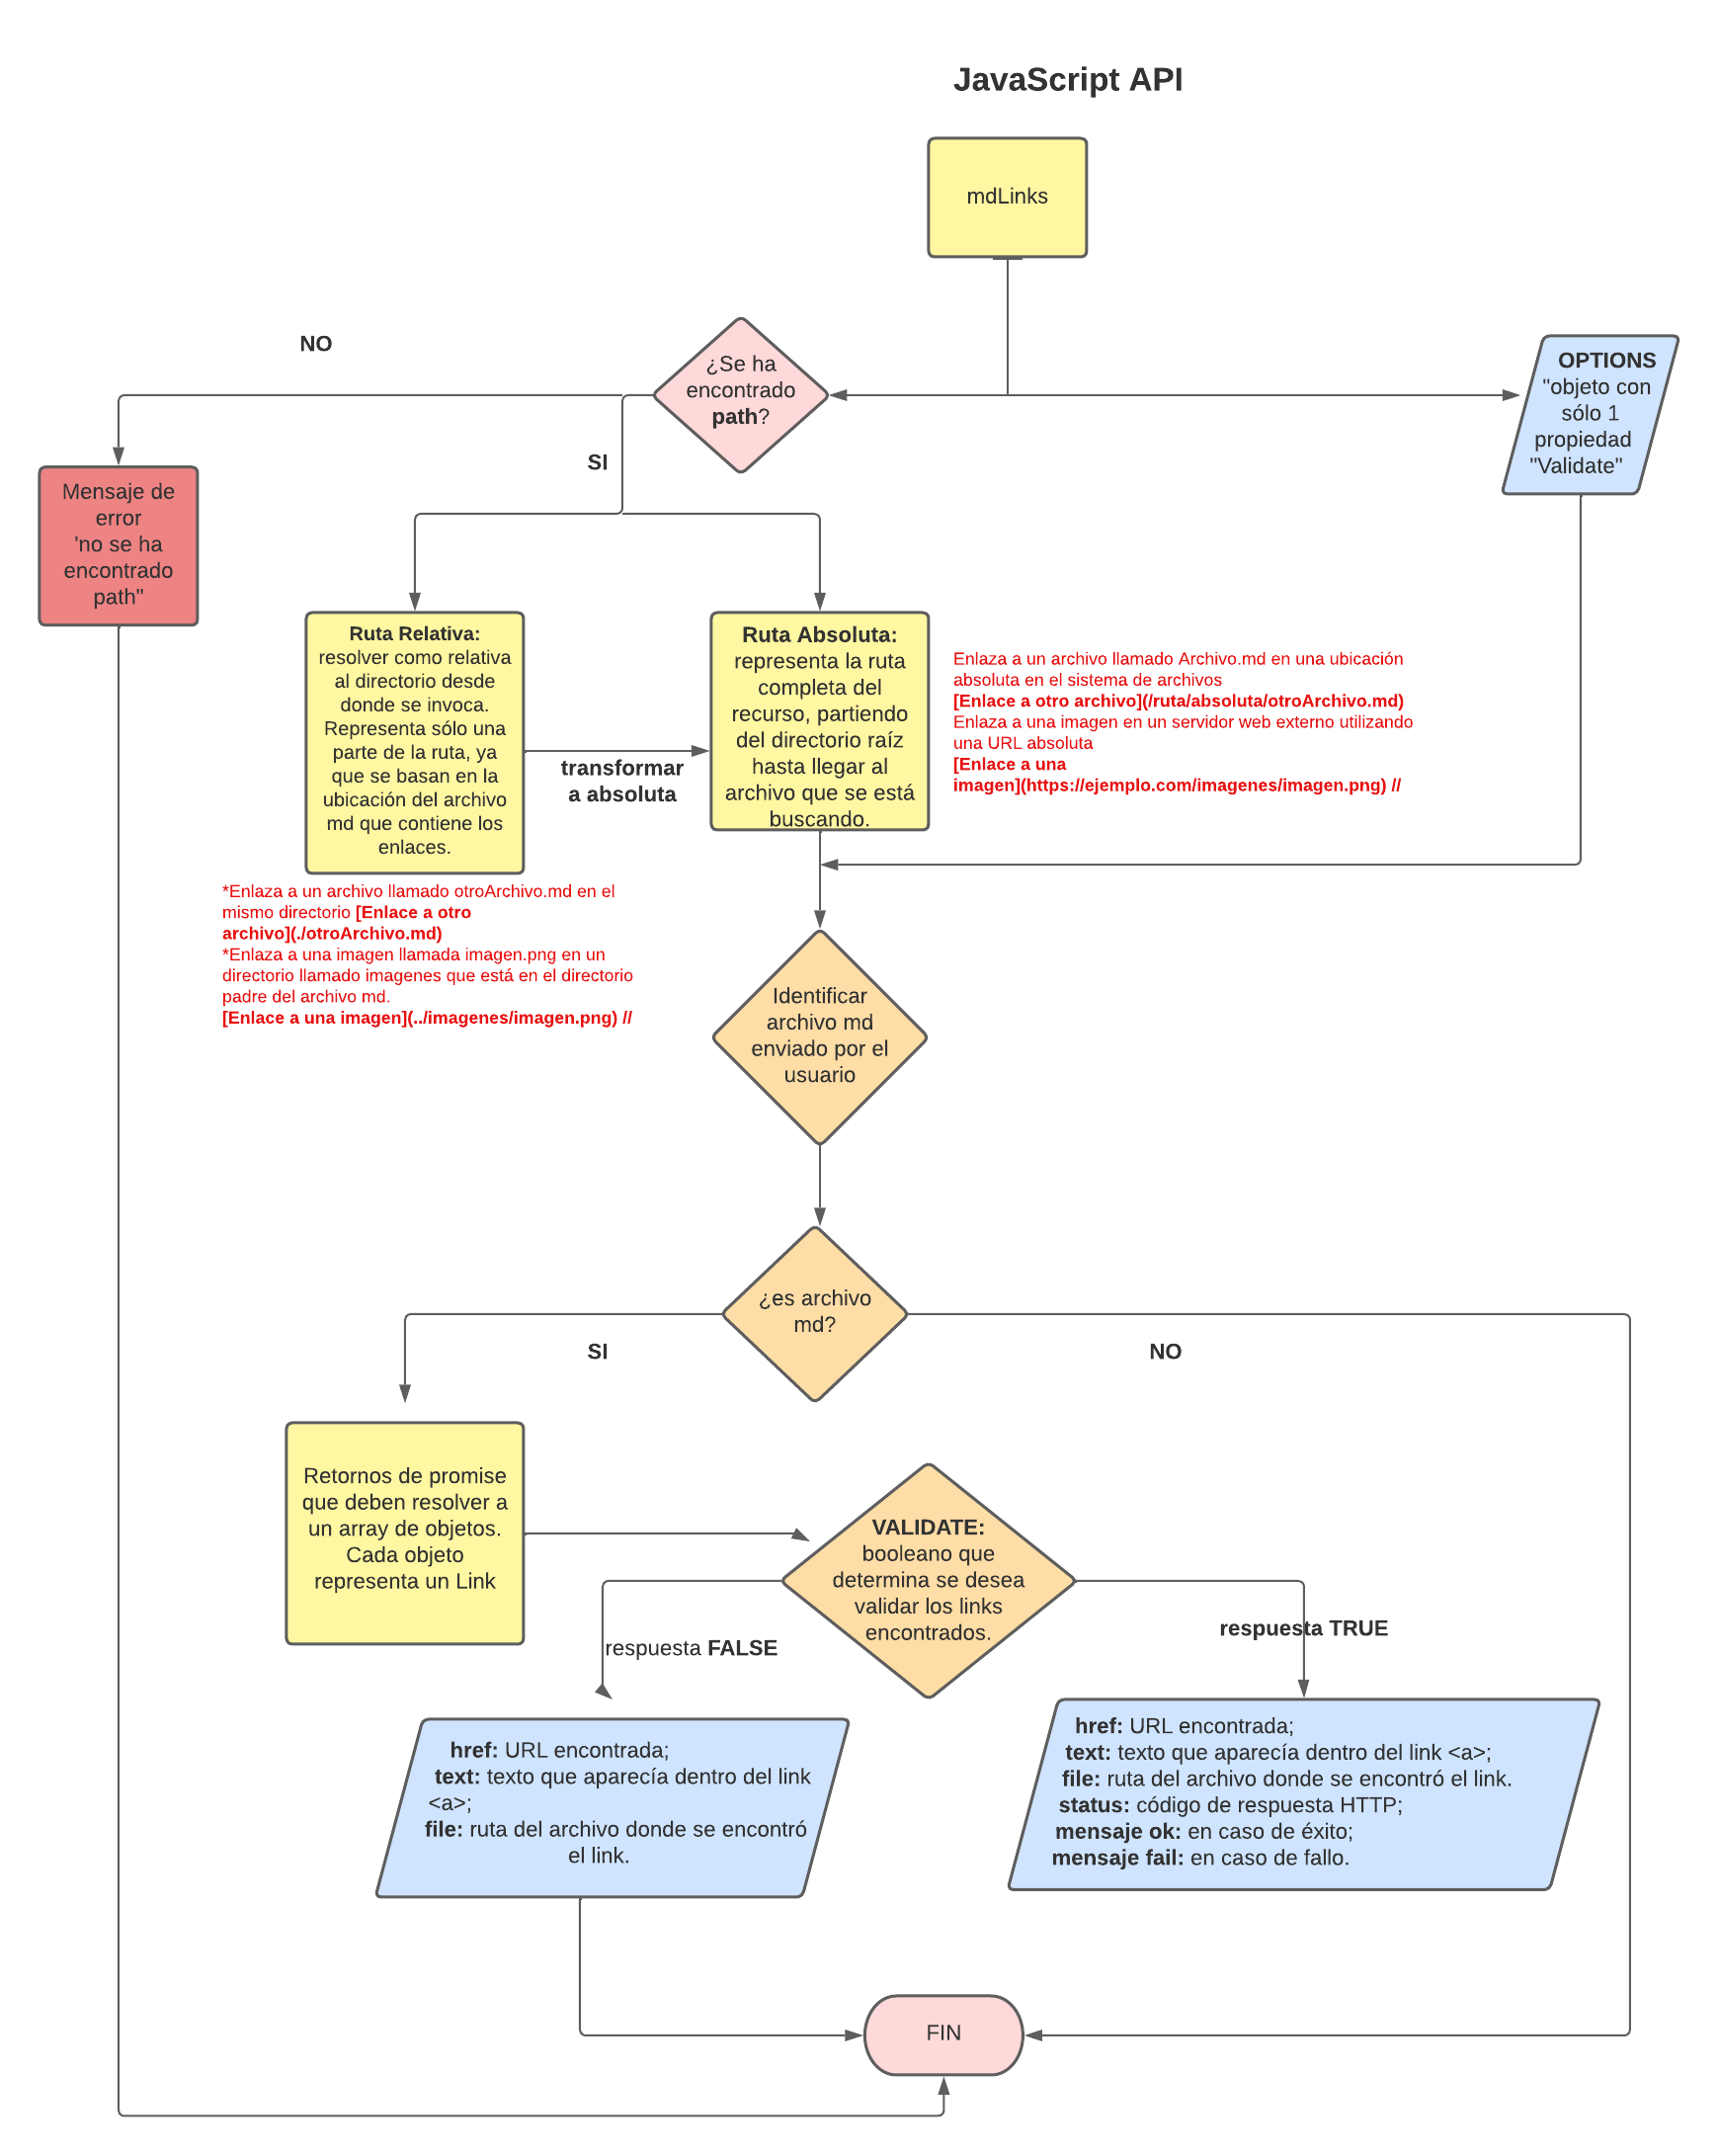 JavaScript API
mdLinks
NO
¿Se ha
encontrado
path?
OPTIONS
"objeto con
sólo 1
propiedad
"Validate"
SI
Mensaje de
error
'no se ha
encontrado
path"
Ruta Relativa:
resolver como relativa
al directorio desde
donde se invoca.
Representa sólo una
parte de la ruta, ya
que se basan en la
ubicación del archivo
md que contiene los
enlaces.
transformar
a absoluta
Ruta Absoluta:
representa la ruta
completa del
recurso, partiendo
del directorio raíz
hasta llegar al
archivo que se está
buscando.
Enlaza a un archivo llamado Archivo.md en una ubicación
absoluta en el sistema de archivos
[Enlace a otro archivo](/ruta/absoluta/otroArchivo.md)
Enlaza a una imagen en un servidor web externo utilizando
una URL absoluta
[Enlace a una
imagen](https://ejemplo.com/imagenes/imagen.png) //
*Enlaza a un archivo llamado otroArchivo.md en el
mismo directorio [Enlace a otro
archivo](./otroArchivo.md)
*Enlaza a una imagen llamada imagen.png en un
directorio llamado imagenes que está en el directorio
padre del archivo md.
[Enlace a una imagen](../imagenes/imagen.png) //
Identificar
archivo md
enviado por el
usuario
¿es archivo
md?
SI
NO
Retornos de promise
que deben resolver a
un array de objetos.
Cada objeto
representa un Link
VALIDATE:
booleano que
determina se desea
validar los links
encontrados.
respuesta FALSE
respuesta TRUE
href: URL encontrada;
text: texto que aparecía dentro del link
<a>;
file: ruta del archivo donde se encontró
el link.
href: URL encontrada;
text: texto que aparecía dentro del link <a>;
file: ruta del archivo donde se encontró el link.
status: código de respuesta HTTP;
mensaje ok: en caso de éxito;
mensaje fail: en caso de fallo.
FIN